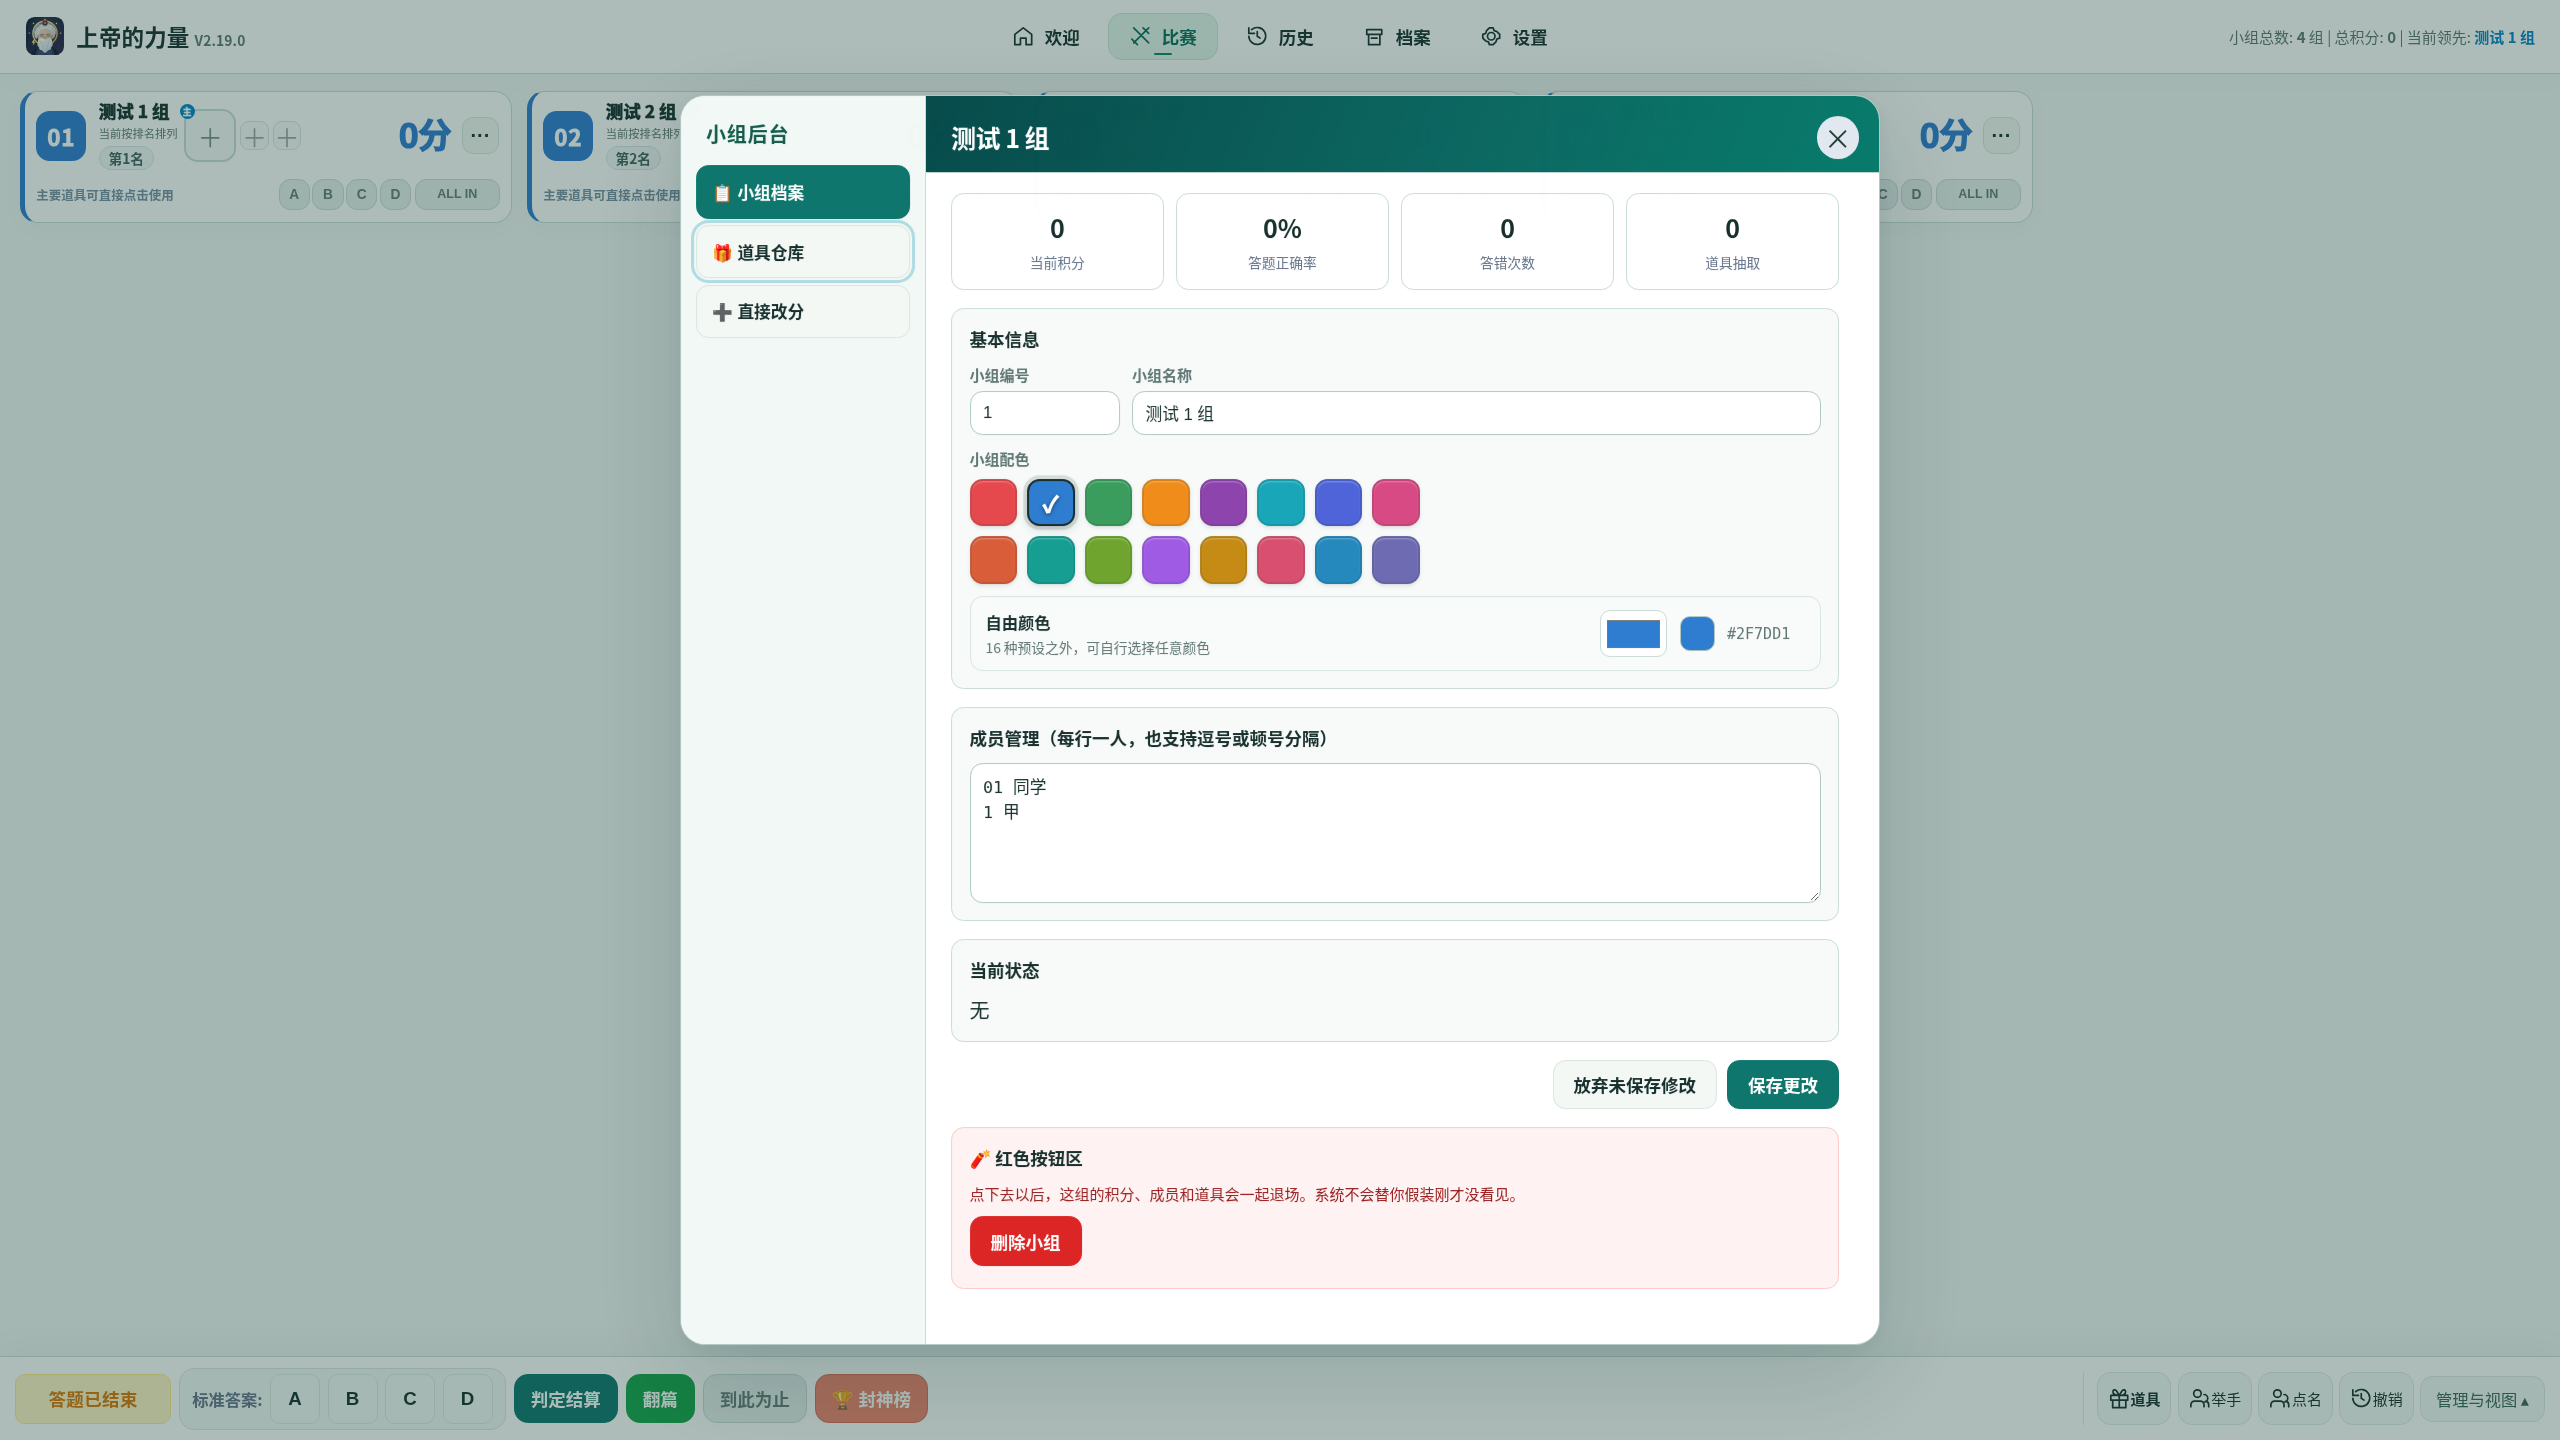 上帝的力量 V2.19.0
欢迎
比赛
历史
档案
设置
小组总数: 4 组 | 总积分: 0 | 当前领先: 测试 1 组
01
测试 1 组
主
当前按排名排列
第1名
0分
主要道具可直接点击使用
A
B
C
D
ALL IN
02
测试 2 组
当前按排名排列
第2名
主要道具可直接点击使用
0分
C
D
ALL IN
小组后台
小组档案
道具仓库
直接改分
测试 1 组
0
当前积分
0%
答题正确率
0
答错次数
0
道具抽取
基本信息
小组编号
小组名称
1
测试 1 组
小组配色
自由颜色
16 种预设之外，可自行选择任意颜色
#2F7DD1
成员管理（每行一人，也支持逗号或顿号分隔）
01 同学
1 甲
当前状态
无
放弃未保存修改
保存更改
红色按钮区
点下去以后，这组的积分、成员和道具会一起退场。系统不会替你假装刚才没看见。
删除小组
答题已结束
标准答案:
A
B
C
D
判定结算
翻篇
到此为止
封神榜
道具
举手
点名
撤销
管理与视图 ▴